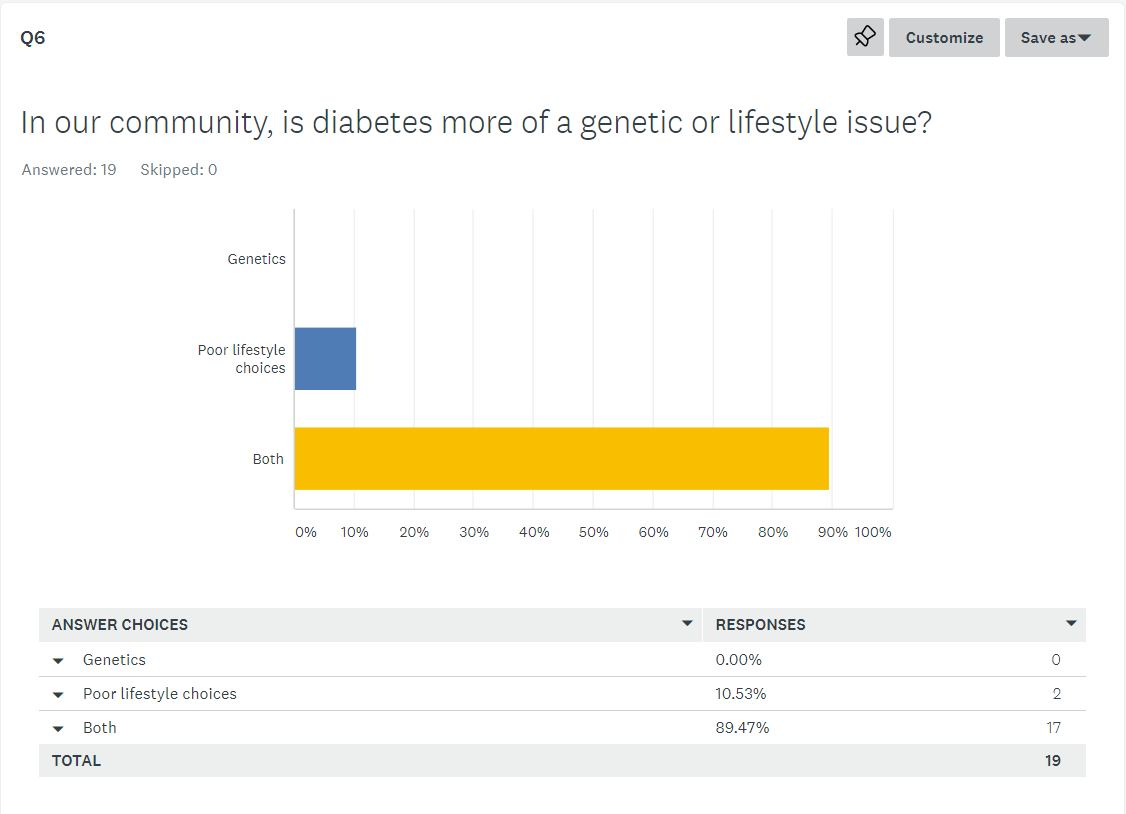 Q6
Customize
Save as
In our community, is diabetes more of a genetic or lifestyle issue?
Answered: 19 Skipped: 0
Genetics
Poor lifestyle
choices
Both
0% 10% 20% 30% 40% 50% 60% 70% 80% 90% 100%
ANSWER CHOICES RESPONSES
Genetics 0.00% 0
Poor lifestyle choices 10.53% 2
Both 89.47% 17
TOTAL 19